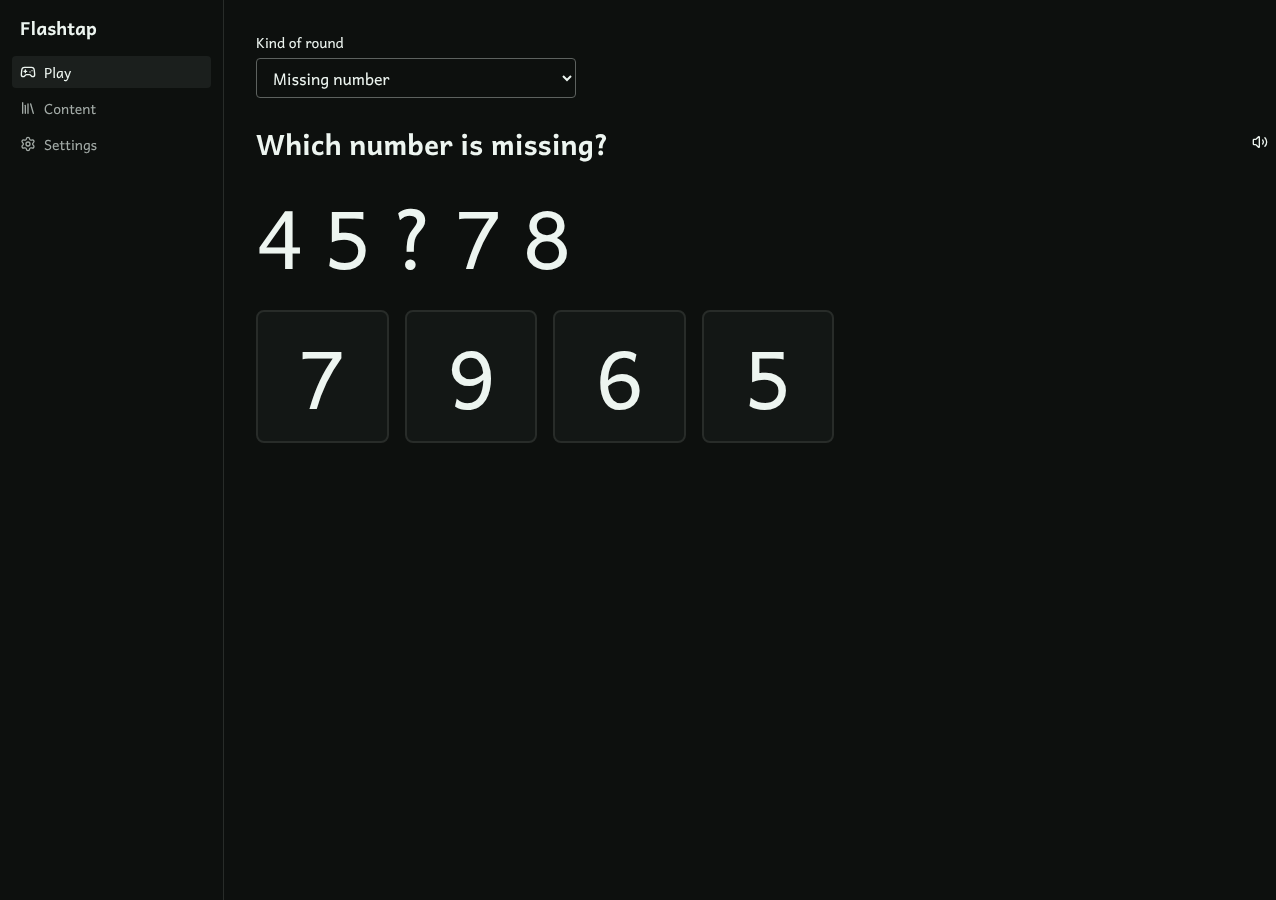 Flashtap
Play
Content
Settings
Kind of round
Missing number
Which number is missing?
4 5 ? 7 8
7 9 6 5